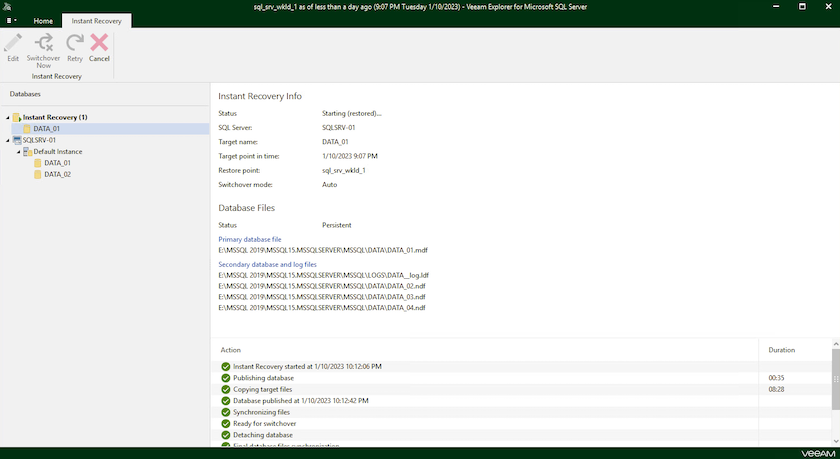 sql_srv_wkld_1 as of less than a day ago (9:07 PM Tuesday 1/10/2023) - Veeam Explorer for Microsoft SQL Server
Home
Instant Recovery
Edit
Switchover Now
Retry
Cancel
Instant Recovery
Databases
Instant Recovery (1)
DATA_01
SQLSRV-01
Default Instance
DATA_01
DATA_02
Instant Recovery Info
Status Starting (restored)...
SQL Server: SQLSRV-01
Target name: DATA_01
Target point in time: 1/10/2023 9:07 PM
Restore point: sql_srv_wkld_1
Switchover mode: Auto
Database Files
Status Persistent
Primary database file
E:\MSSQL 2019\MSSQL15.MSSQLSERVER\MSSQL\DATA\DATA_01.mdf
Secondary database and log files
E:\MSSQL 2019\MSSQL15.MSSQLSERVER\MSSQL\LOGS\DATA__log.ldf
E:\MSSQL 2019\MSSQL15.MSSQLSERVER\MSSQL\DATA\DATA_02.ndf
E:\MSSQL 2019\MSSQL15.MSSQLSERVER\MSSQL\DATA\DATA_03.ndf
E:\MSSQL 2019\MSSQL15.MSSQLSERVER\MSSQL\DATA\DATA_04.ndf
Action Duration
Instant Recovery started at 1/10/2023 10:12:06 PM
Publishing database 00:35
Copying target files 08:28
Database published at 1/10/2023 10:12:42 PM
Synchronizing files
Ready for switchover
Detaching database
Final database files synchronization
VEEAM